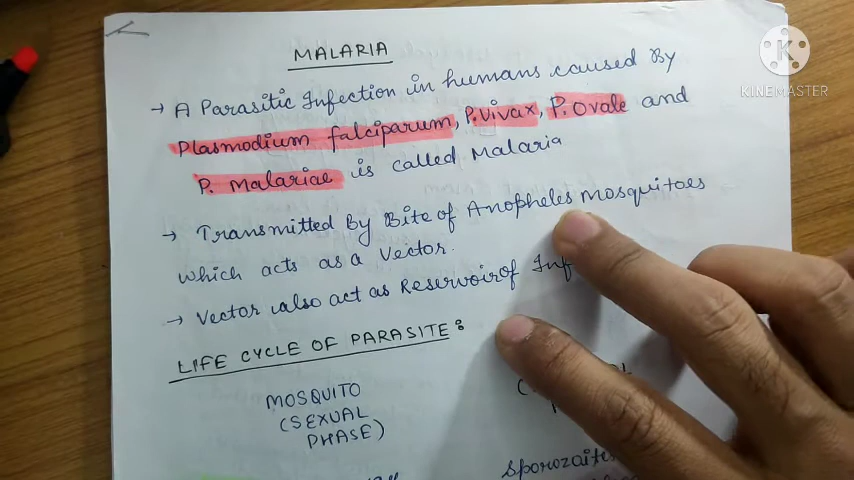 MALARIA
→ A Parasitic Infection in humans caused By
Plasmodium falciparum, P. vivax, P. ovale and
P. Malariae is called Malaria
→ Transmitted By Bite of Anopheles mosquitoes
which acts as a Vector.
→ Vector also act as Reservoir of Inf
LIFE CYCLE OF PARASITE:
MOSQUITO
(SEXUAL
PHASE)
Sporozoite
KINEMASTER